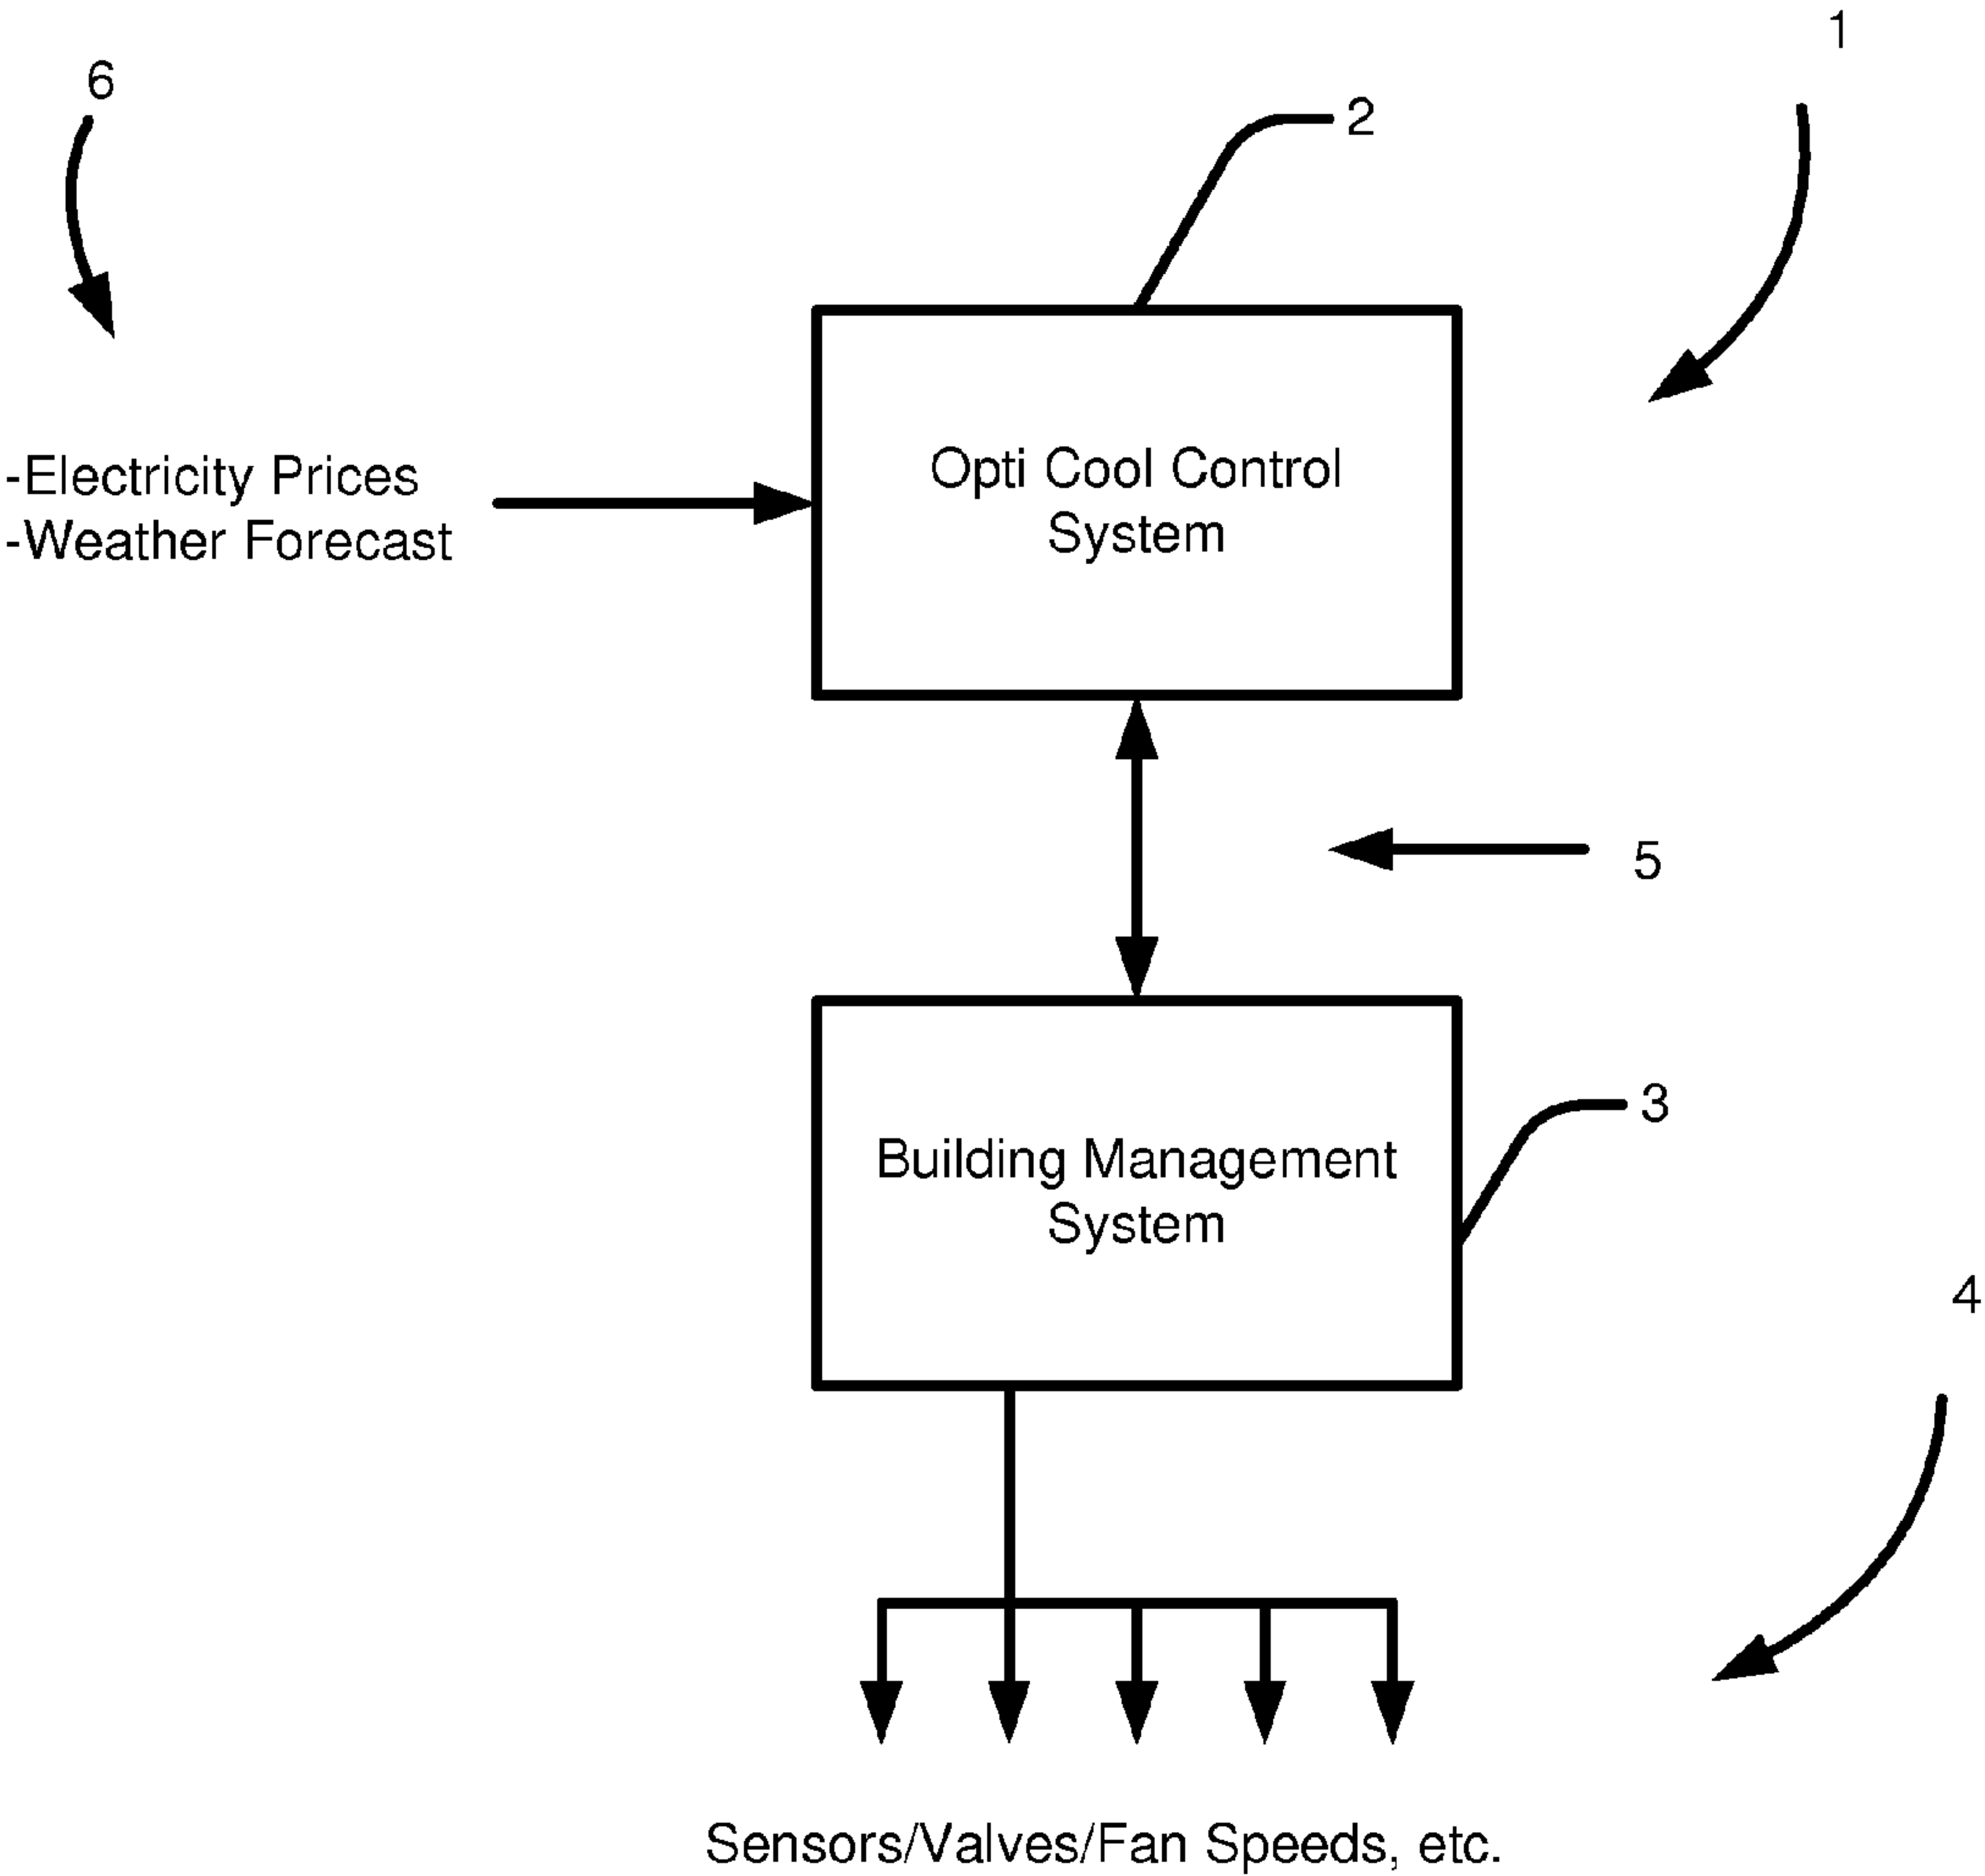 1
6
2
Opti Cool Control
System
-Electricity Prices
-Weather Forecast
5
3
Building Management
System
4
Sensors/Valves/Fan Speeds, etc.